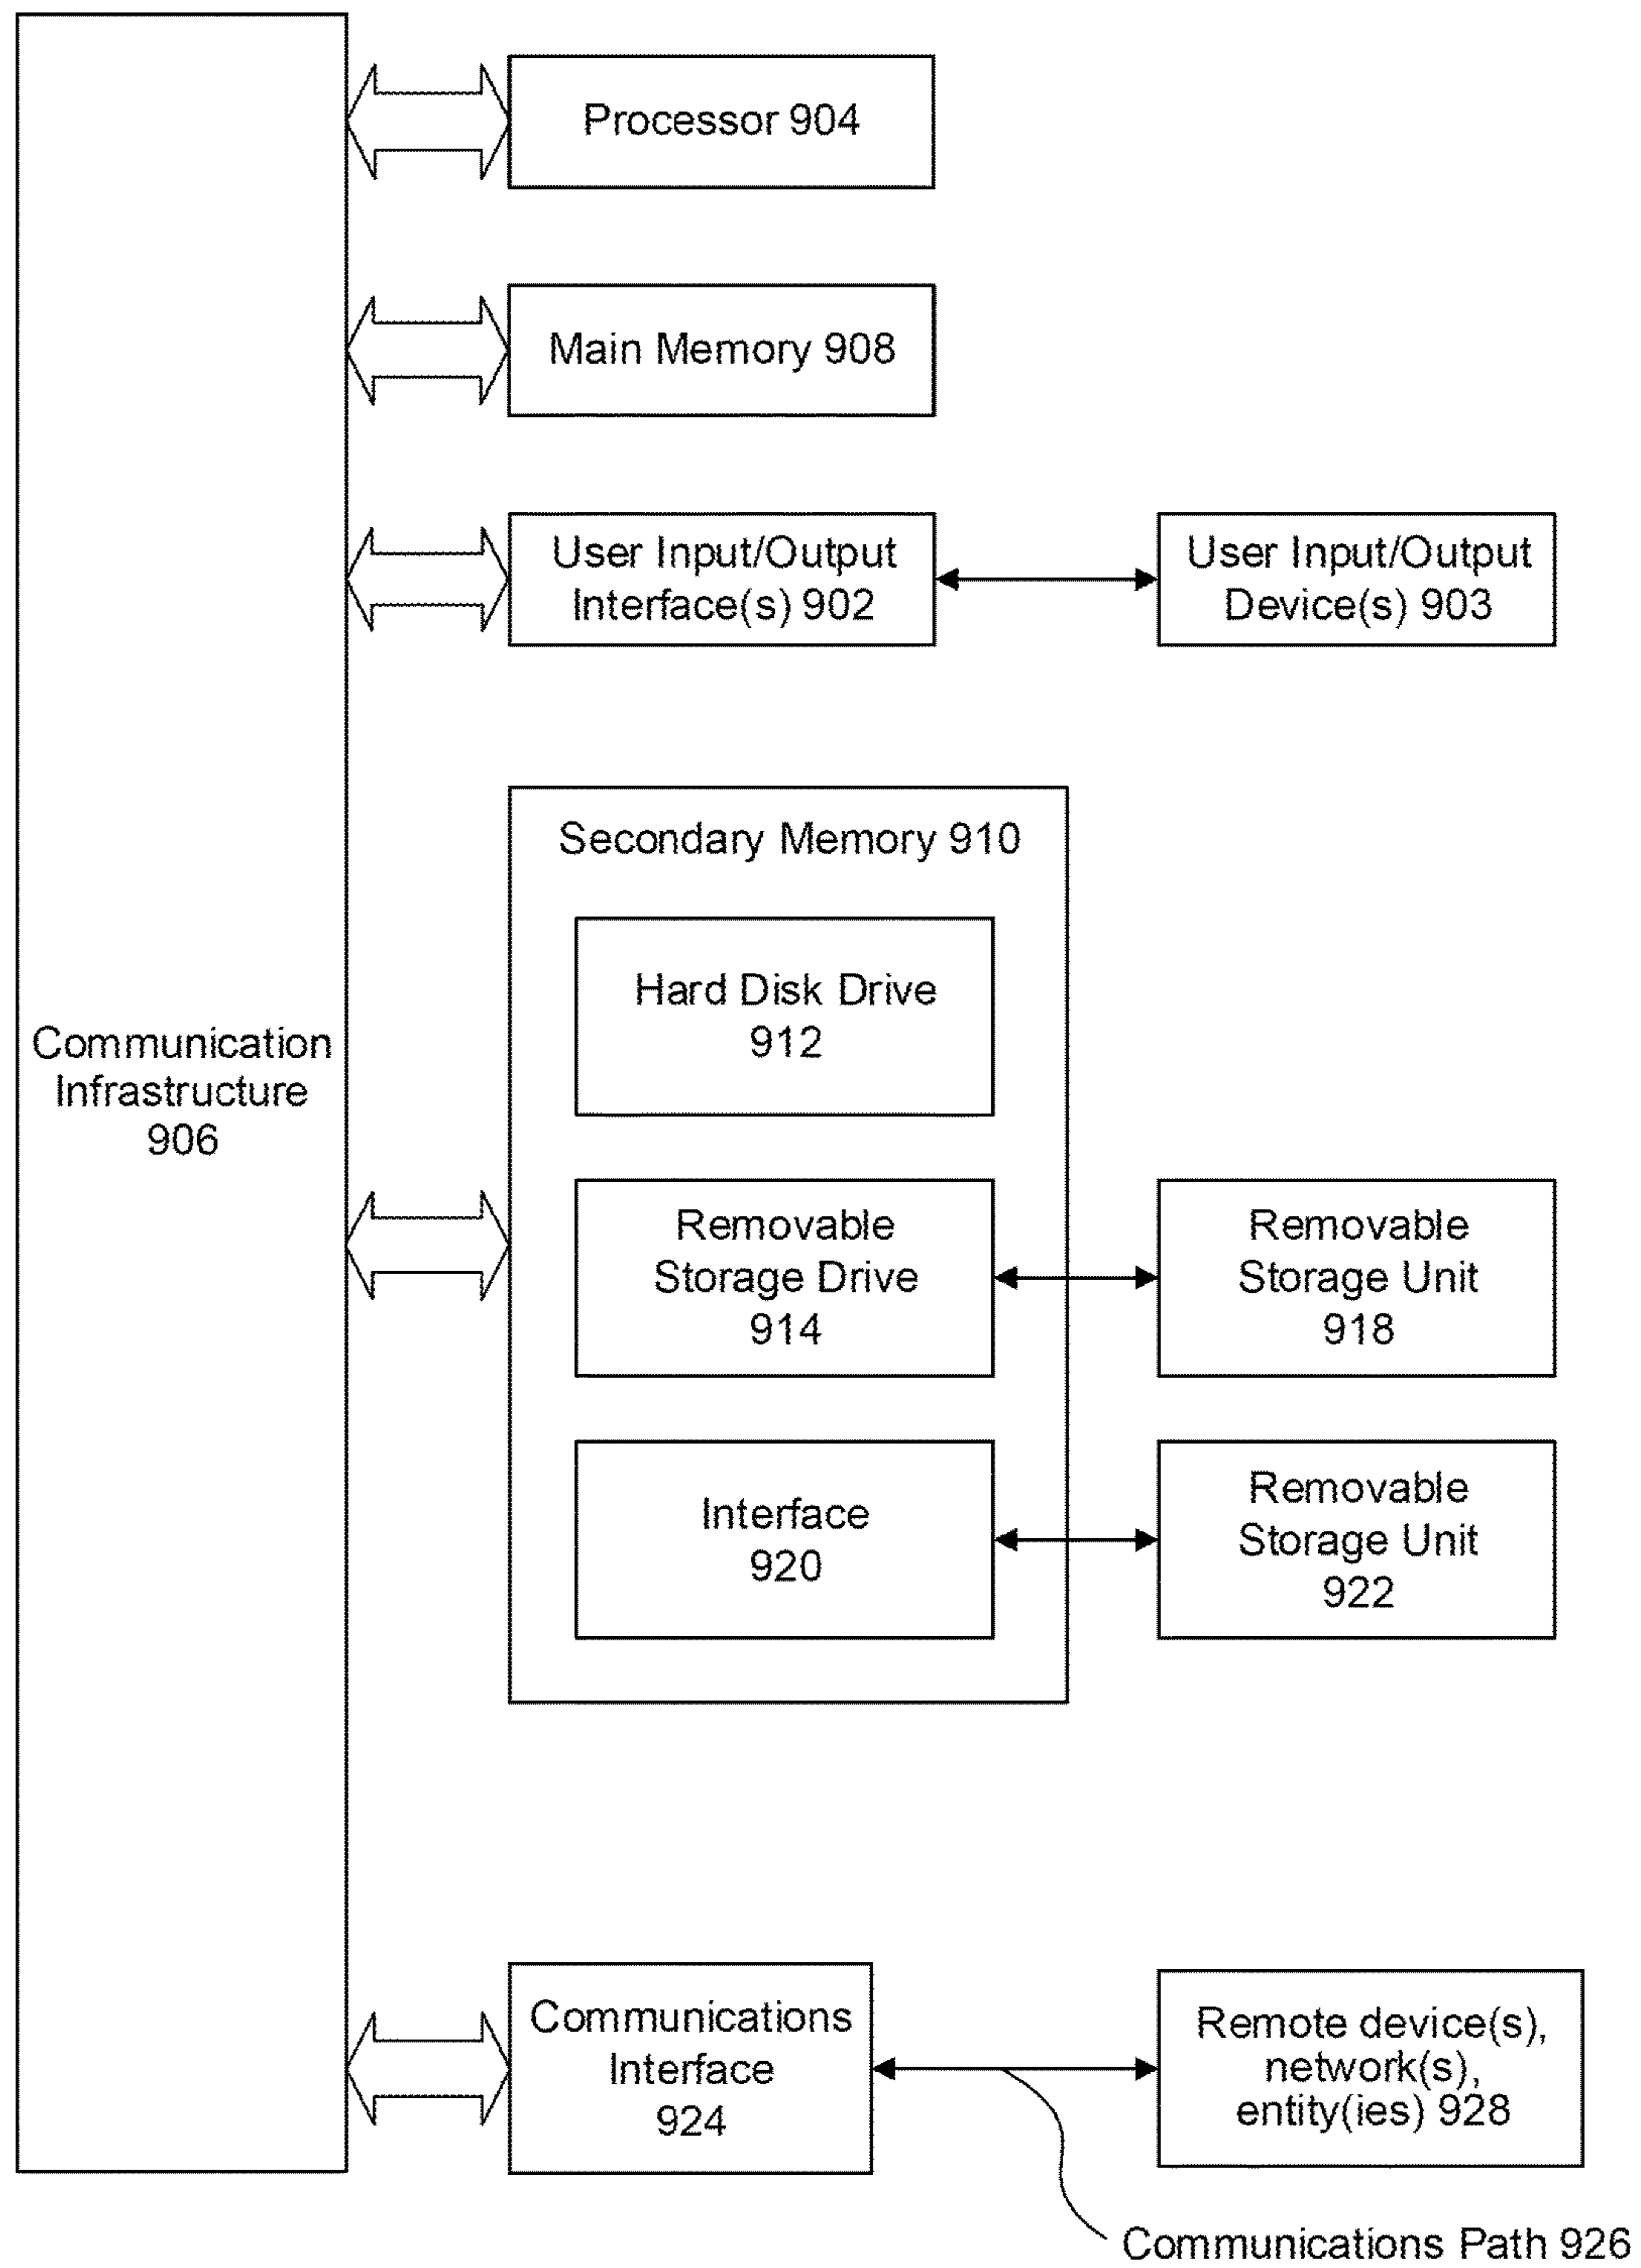 Processor 904
Main Memory 908
User Input/Output
Interface(s) 902
User Input/Output
Device(s) 903
Secondary Memory 910
Hard Disk Drive
912
Communication
Infrastructure
906
Removable
Storage Drive
914
Removable
Storage Unit
918
Interface
920
Removable
Storage Unit
922
Communications
Interface
924
Remote device(s),
network(s),
entity(ies) 928
Communications Path 926